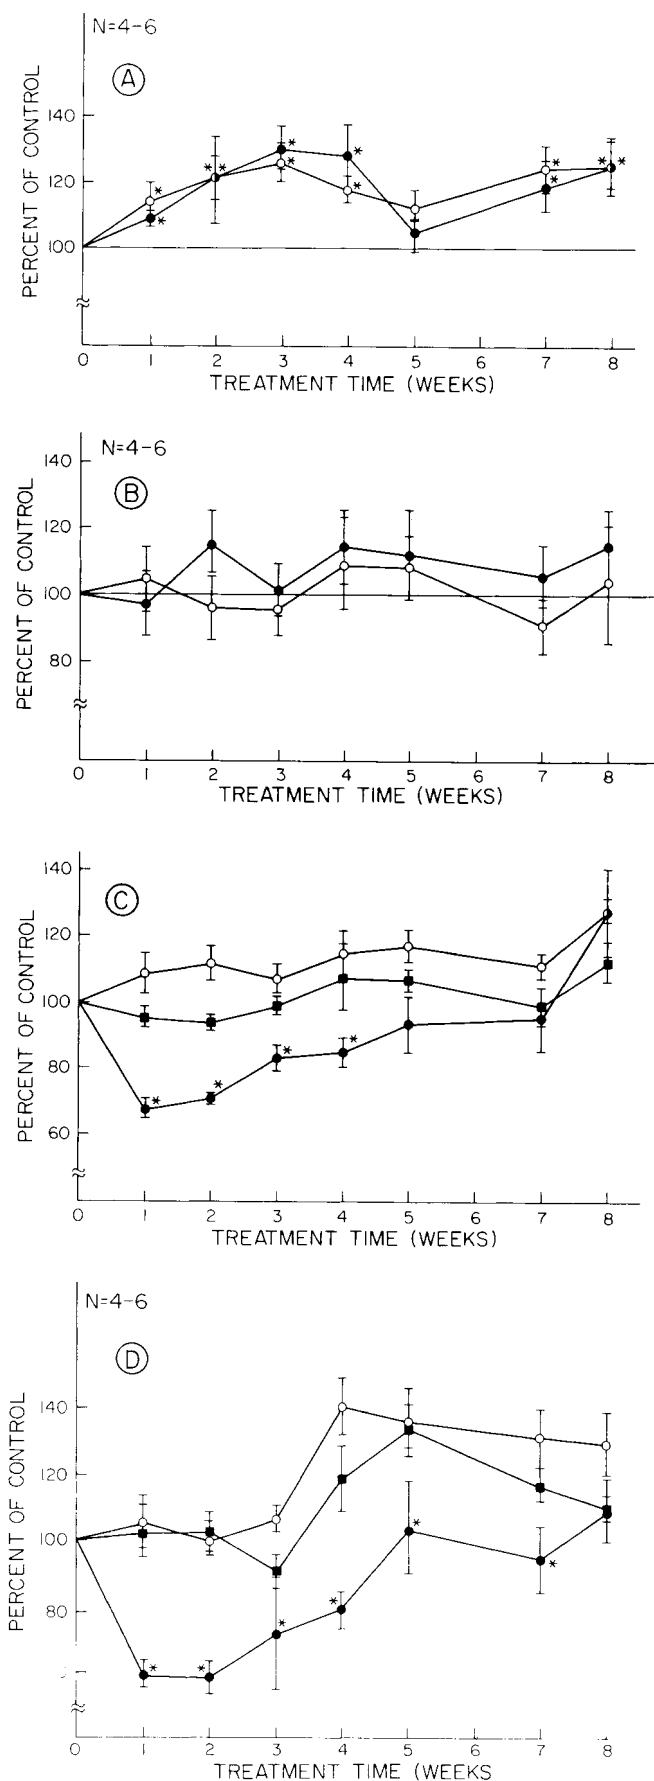 N=4-6
A
PERCENT OF CONTROL
140
120
100
* * * * * * * * * * * *
0 1 2 3 4 5 6 7 8
TREATMENT TIME (WEEKS)
N=4-6
B
PERCENT OF CONTROL
140
120
100
80
0 1 2 3 4 5 6 7 8
TREATMENT TIME (WEEKS)
C
PERCENT OF CONTROL
140
120
100
80
60
* * * *
0 1 2 3 4 5 6 7 8
TREATMENT TIME (WEEKS)
N=4-6
D
PERCENT OF CONTROL
140
120
100
80
* * * * * *
0 1 2 3 4 5 6 7 8
TREATMENT TIME (WEEKS